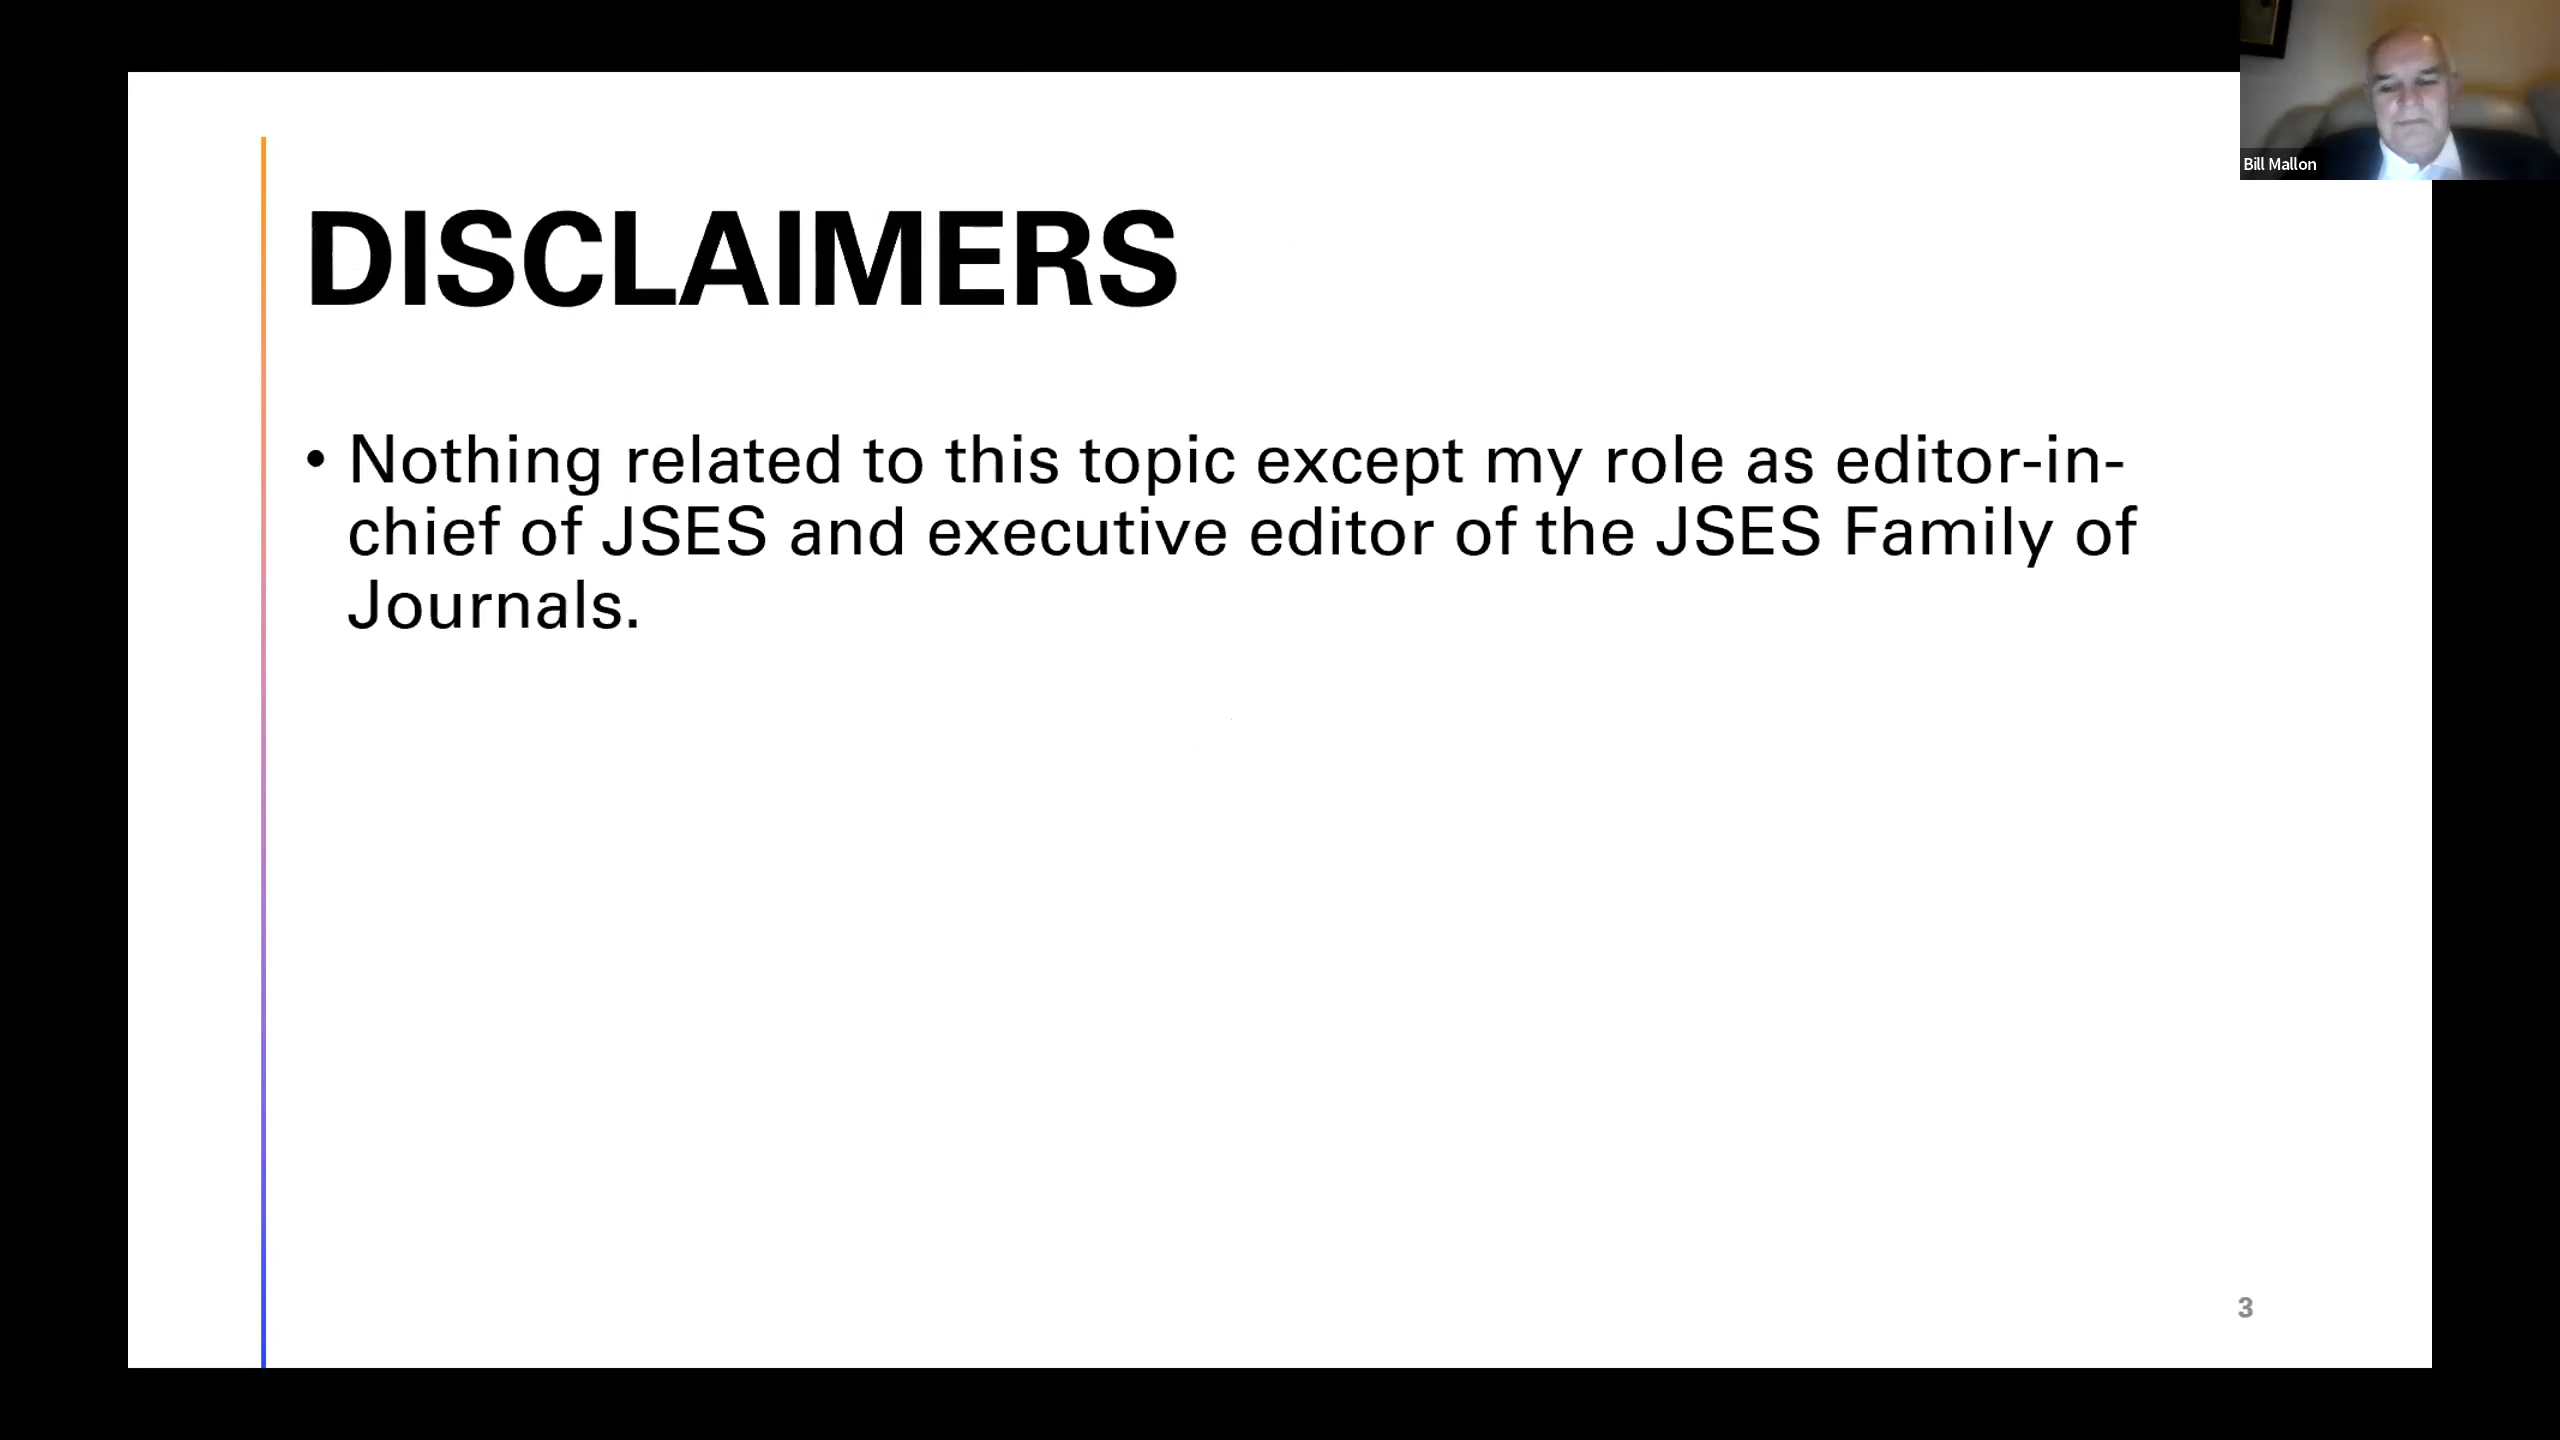 Bill Mallon
DISCLAIMERS
• Nothing related to this topic except my role as editor-in-
chief of JSES and executive editor of the JSES Family of
Journals.
3